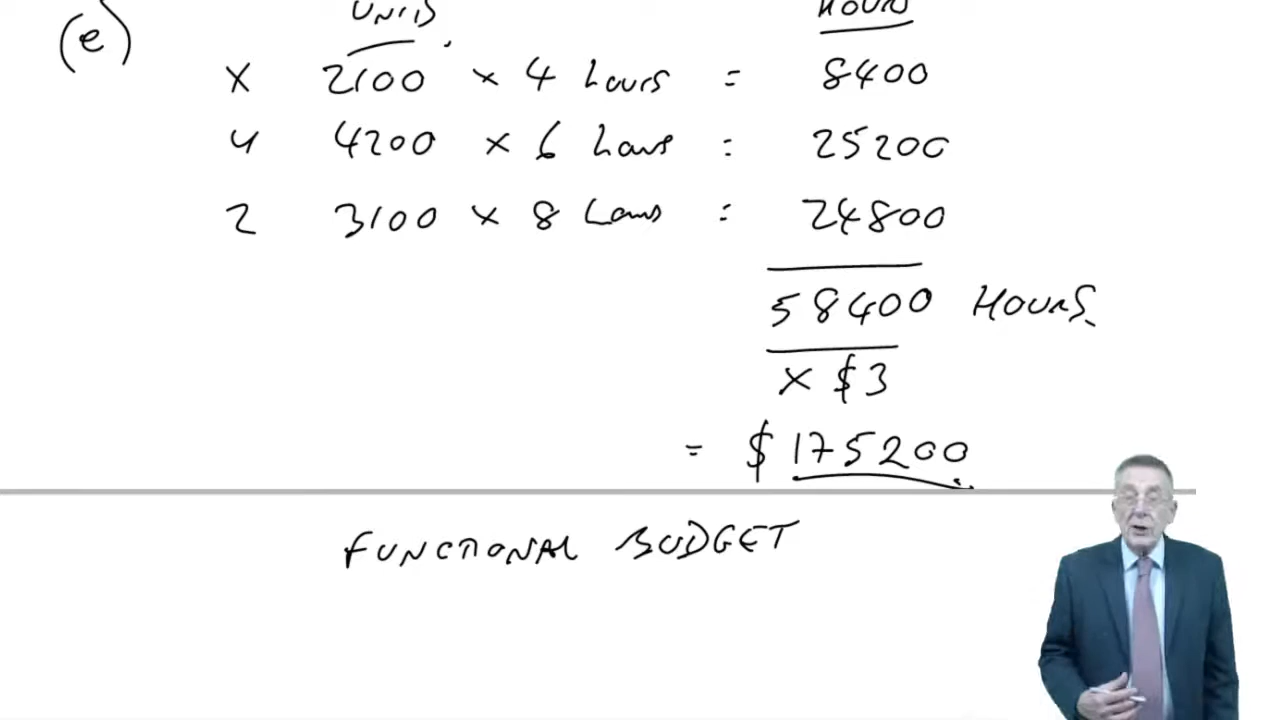 UNITS HOURS
(e)
X 2100 × 4 hours = 8400
Y 4200 × 6 hours = 25200
Z 3100 × 8 hours = 24800
58400 HOURS.
× $3
= $175200
FUNCTIONAL BUDGET